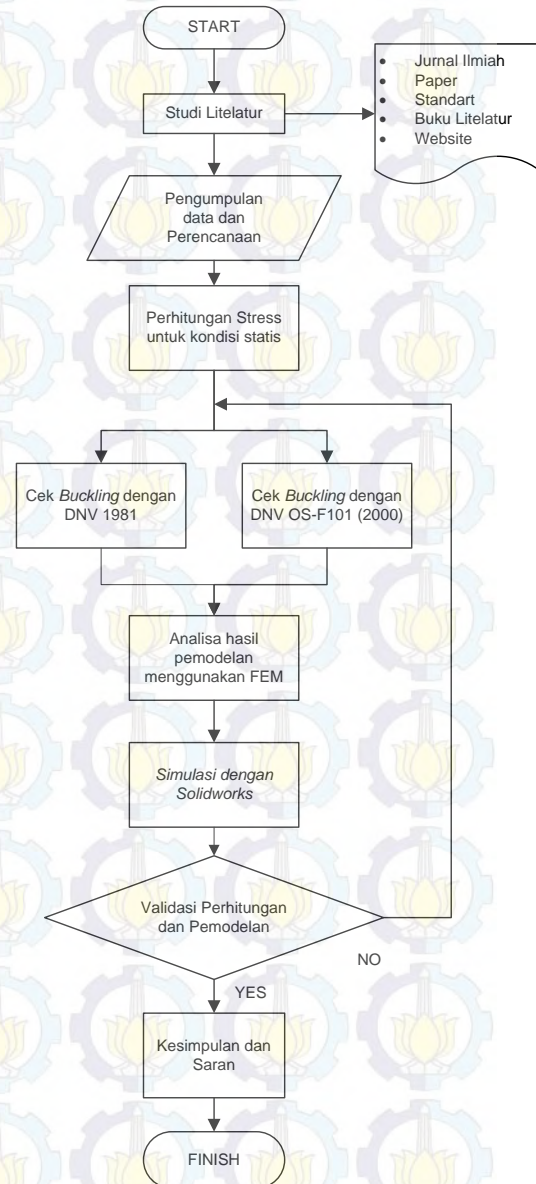 START
Studi Litelatur
• Jurnal Ilmiah
• Paper
• Standart
• Buku Litelatur
• Website
Pengumpulan
data dan
Perencanaan
Perhitungan Stress
untuk kondisi statis
Cek Buckling dengan
DNV 1981
Cek Buckling dengan
DNV OS-F101 (2000)
Analisa hasil
pemodelan
menggunakan FEM
Simulasi dengan
Solidworks
Validasi Perhitungan
dan Pemodelan
NO
YES
Kesimpulan dan
Saran
FINISH